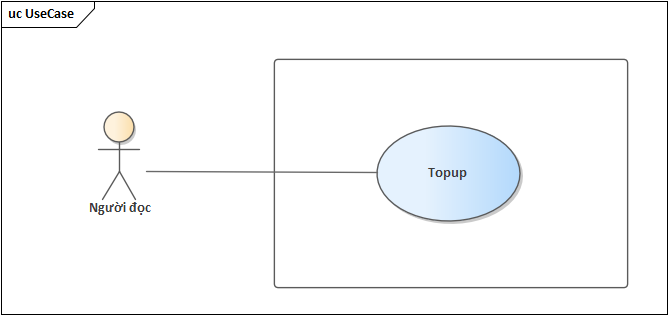 uc UseCase
Topup
Người đọc